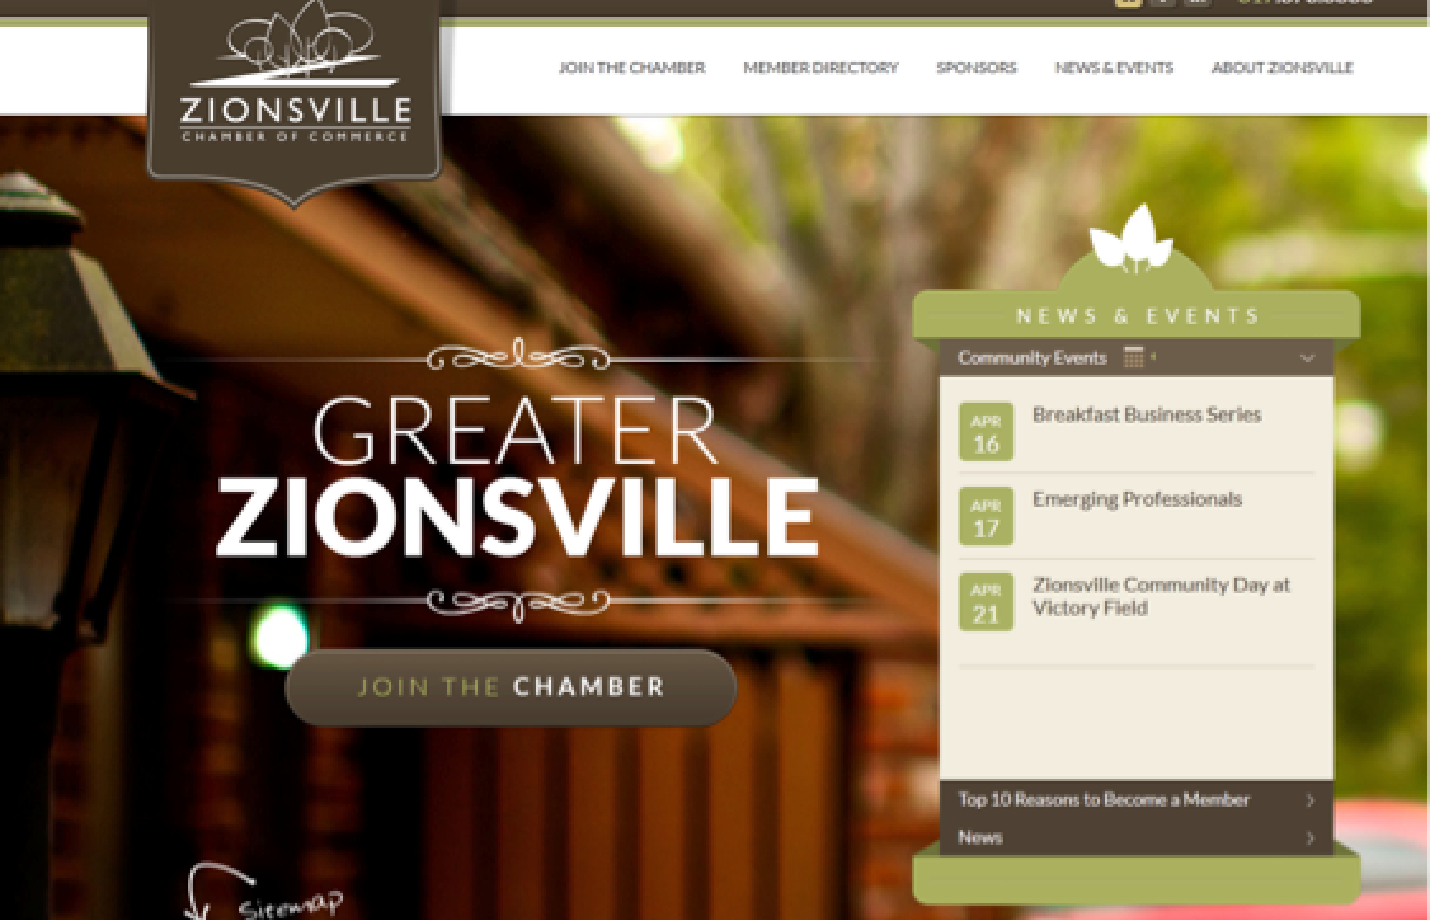 ZIONSVILLE
CHAMBER OF COMMERCE
JOIN THE CHAMBER
MEMBER DIRECTORY
SPONSORS
NEWS & EVENTS
ABOUT ZIONSVILLE
GREATER
ZIONSVILLE
JOIN THE CHAMBER
NEWS & EVENTS
Community Events
APR
16
Breakfast Business Series
APR
17
Emerging Professionals
APR
21
Zionsville Community Day at
Victory Field
Top 10 Reasons to Become a Member
News
Sitemap